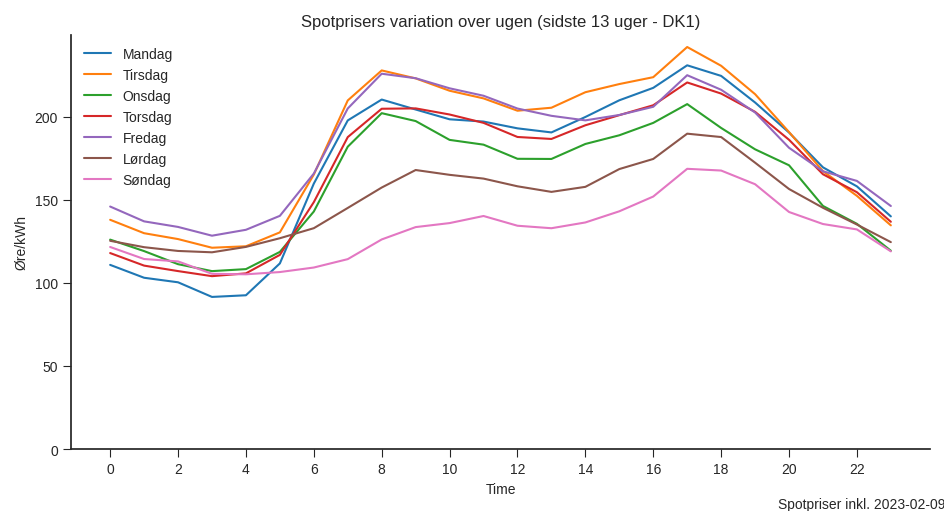 Spotprisers variation over ugen (sidste 13 uger - DK1)
Mandag
Tirsdag
Onsdag
Torsdag
Fredag
Lørdag
Søndag
Øre/kWh
200
150
100
50
0
0 2 4 6 8 10 12 14 16 18 20 22
Time
Spotpriser inkl. 2023-02-09